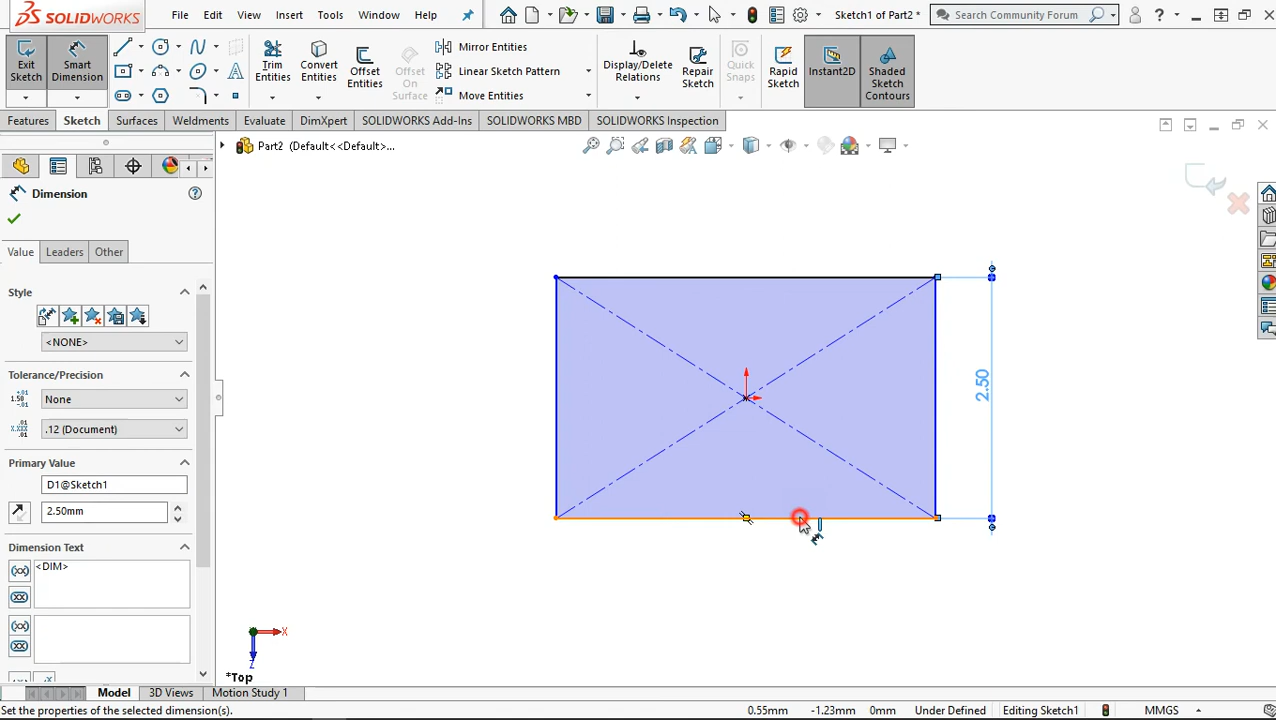 SOLIDWORKS File Edit View Insert Tools Window Help Sketch1 of Part2 * Search Community Forum ?
Exit Sketch Smart Dimension Trim Entities Convert Entities Offset Entities Offset On Surface Mirror Entities Linear Sketch Pattern Move Entities Display/Delete Relations Repair Sketch Quick Snaps Rapid Sketch Instant2D Shaded Sketch Contours
Features Sketch Surfaces Weldments Evaluate DimXpert SOLIDWORKS Add-Ins SOLIDWORKS MBD SOLIDWORKS Inspection
Part2 (Default<<Default>...
Dimension
Value Leaders Other
Style
<NONE>
Tolerance/Precision
None
.12 (Document)
Primary Value
D1@Sketch1
2.50mm
Dimension Text
<DIM>
2.50
X
Z
*Top
Model 3D Views Motion Study 1
Set the properties of the selected dimension(s). 0.55mm -1.23mm 0mm Under Defined Editing Sketch1 MMGS